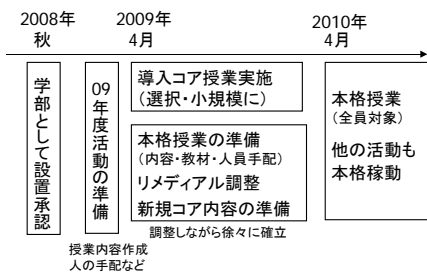 2008年
秋
2009年
4月
2010年
4月
学部として設置承認
09年度活動の準備
導入コア授業実施
(選択・小規模に)
本格授業の準備
(内容・教材・人員手配)
リメディアル調整
新規コア内容の準備
本格授業
(全員対象)
他の活動も
本格稼動
調整しながら徐々に確立
授業内容作成
人の手配など